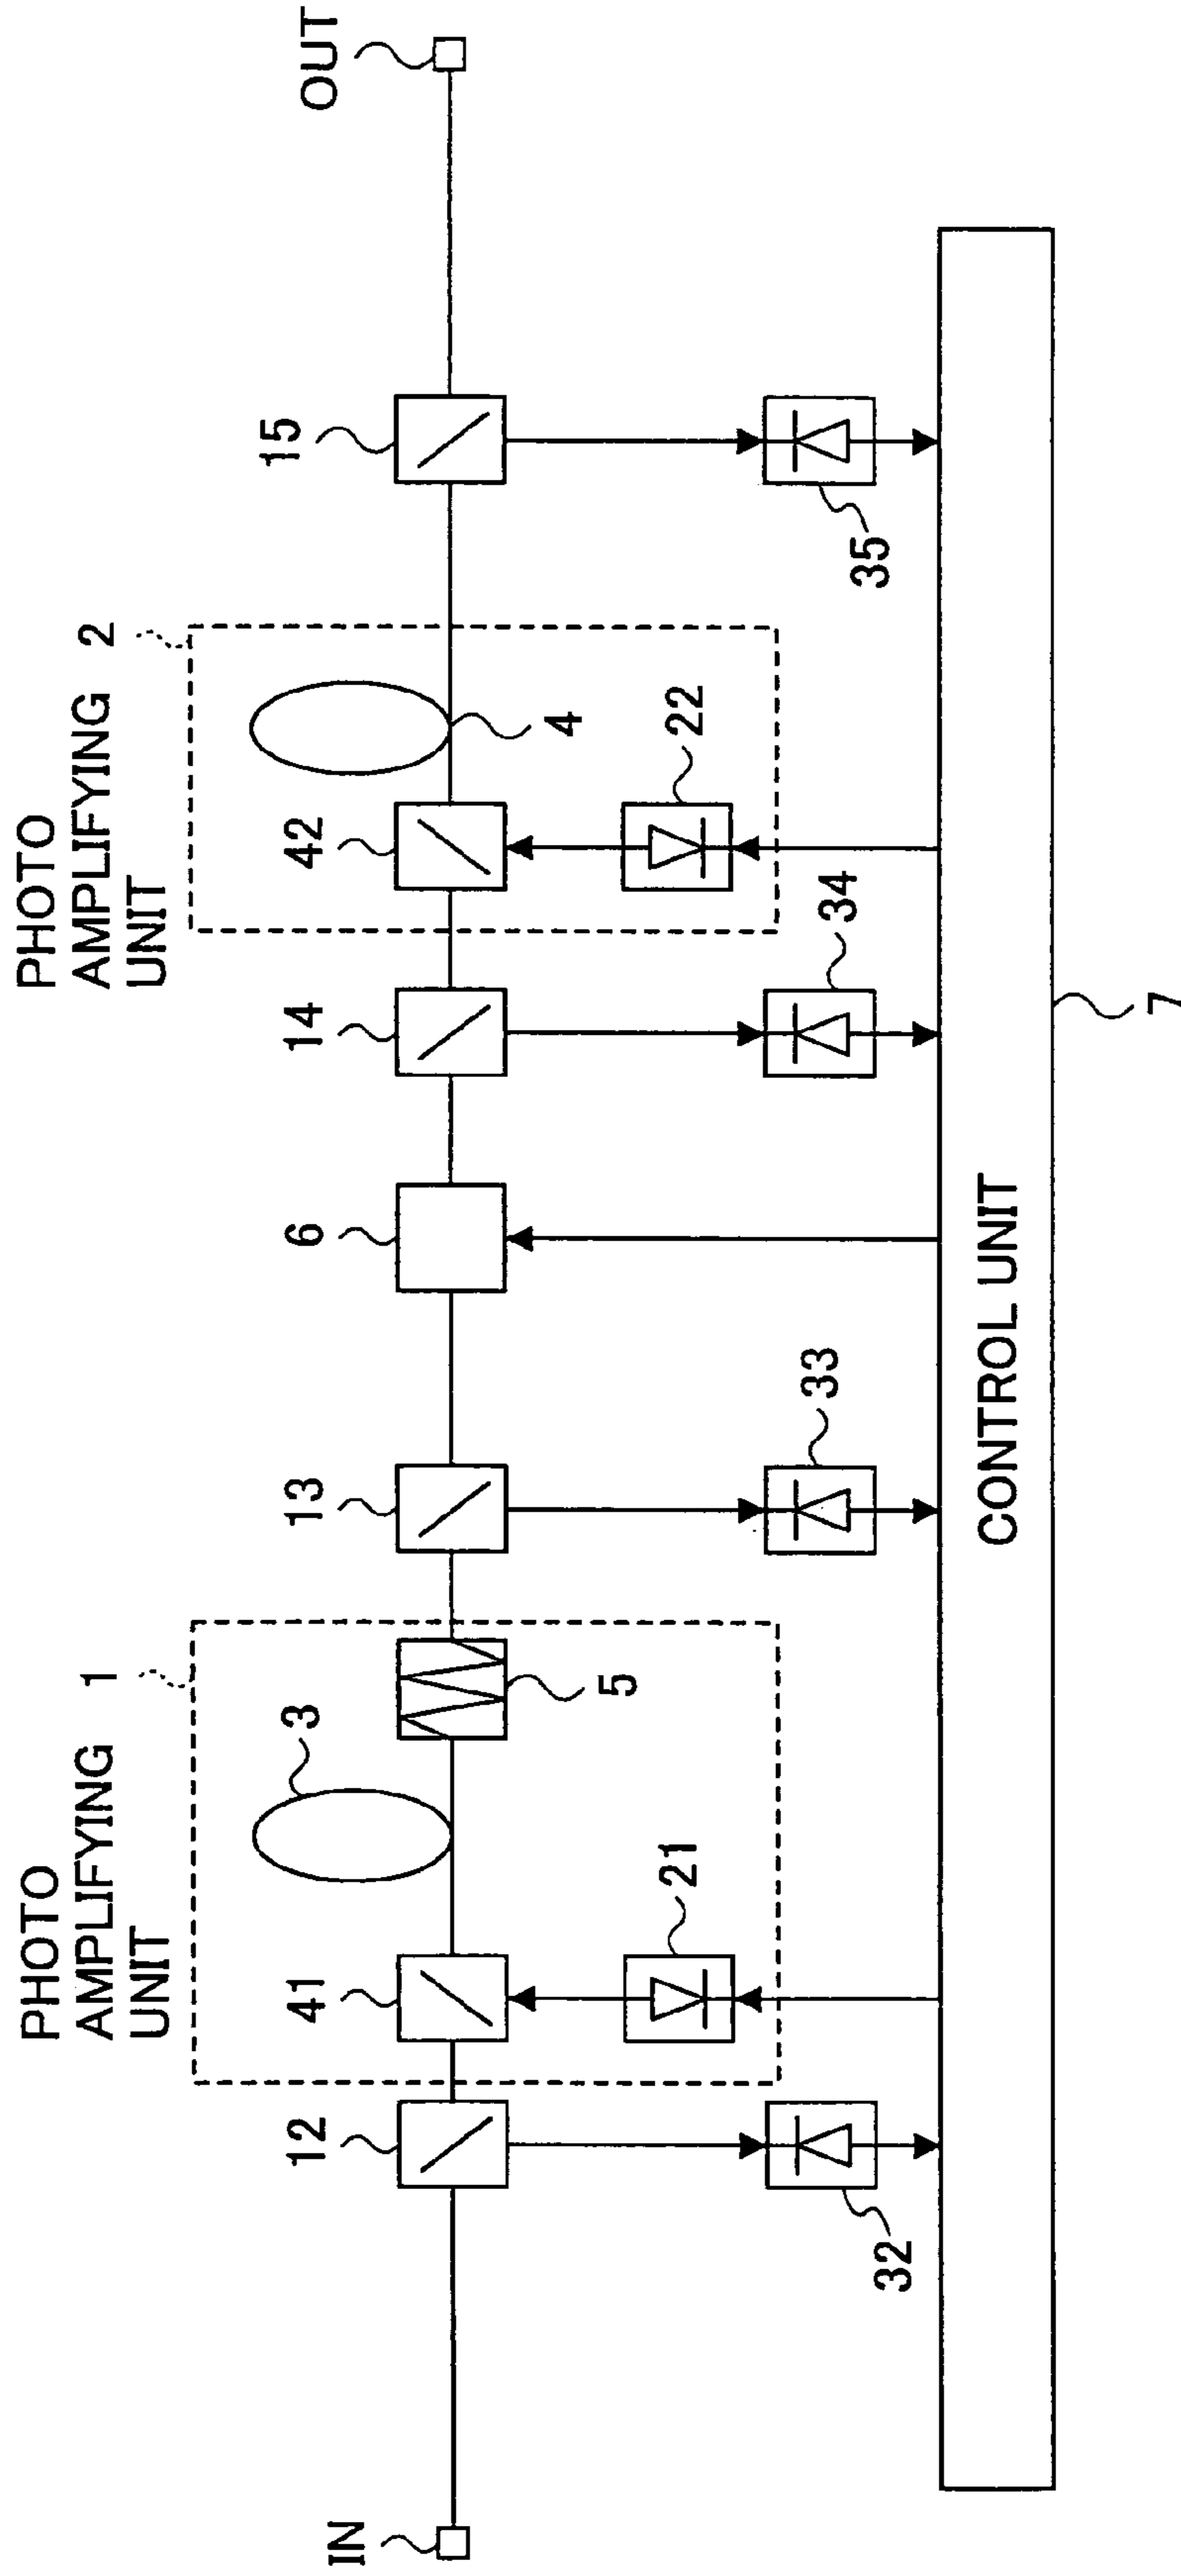 PHOTO
AMPLIFYING 1
UNIT
PHOTO
AMPLIFYING 2
UNIT
IN
12
41
3
5
13
6
14
42
4
15
OUT
21
22
32
33
34
35
CONTROL UNIT
7